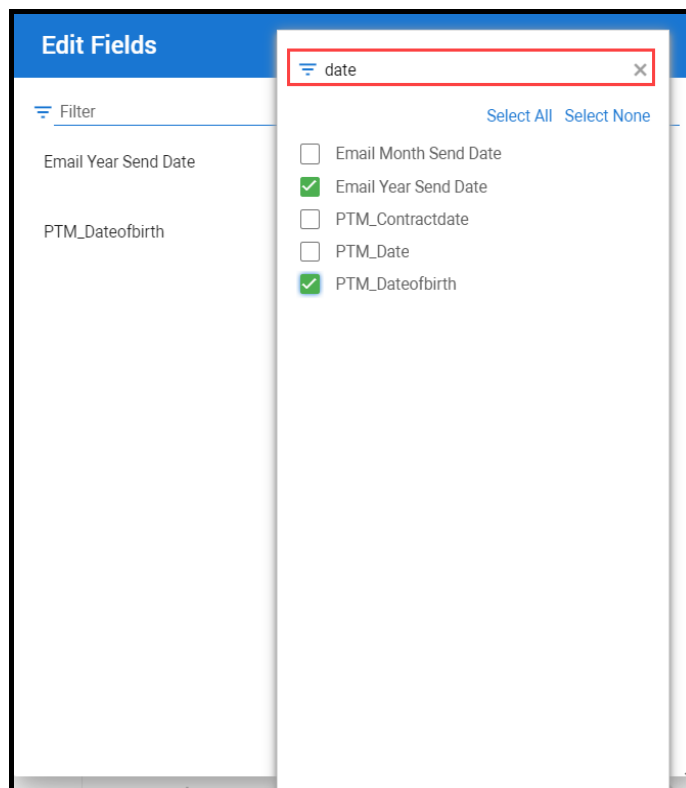 Edit Fields
Filter
Email Year Send Date
PTM_Dateofbirth
date
Select All Select None
Email Month Send Date
Email Year Send Date
PTM_Contractdate
PTM_Date
PTM_Dateofbirth